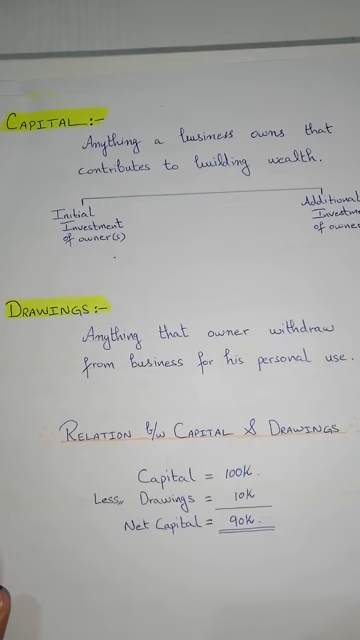 CAPITAL :-
Anything a business owns that
contributes to building wealth.
Initial
Investment
of owner(s)
Additional
Investme
of owner
DRAWINGS :-
Anything that owner withdraw
from business for his personal use.
RELATION b/w CAPITAL & DRAWINGS
Capital = 100K.
Less,, Drawings = 10K
Net Capital = 90K.